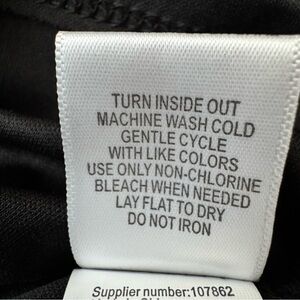 TURN INSIDE OUT
MACHINE WASH COLD
GENTLE CYCLE
WITH LIKE COLORS
USE ONLY NON-CHLORINE
BLEACH WHEN NEEDED
LAY FLAT TO DRY
DO NOT IRON
Supplier number:107862